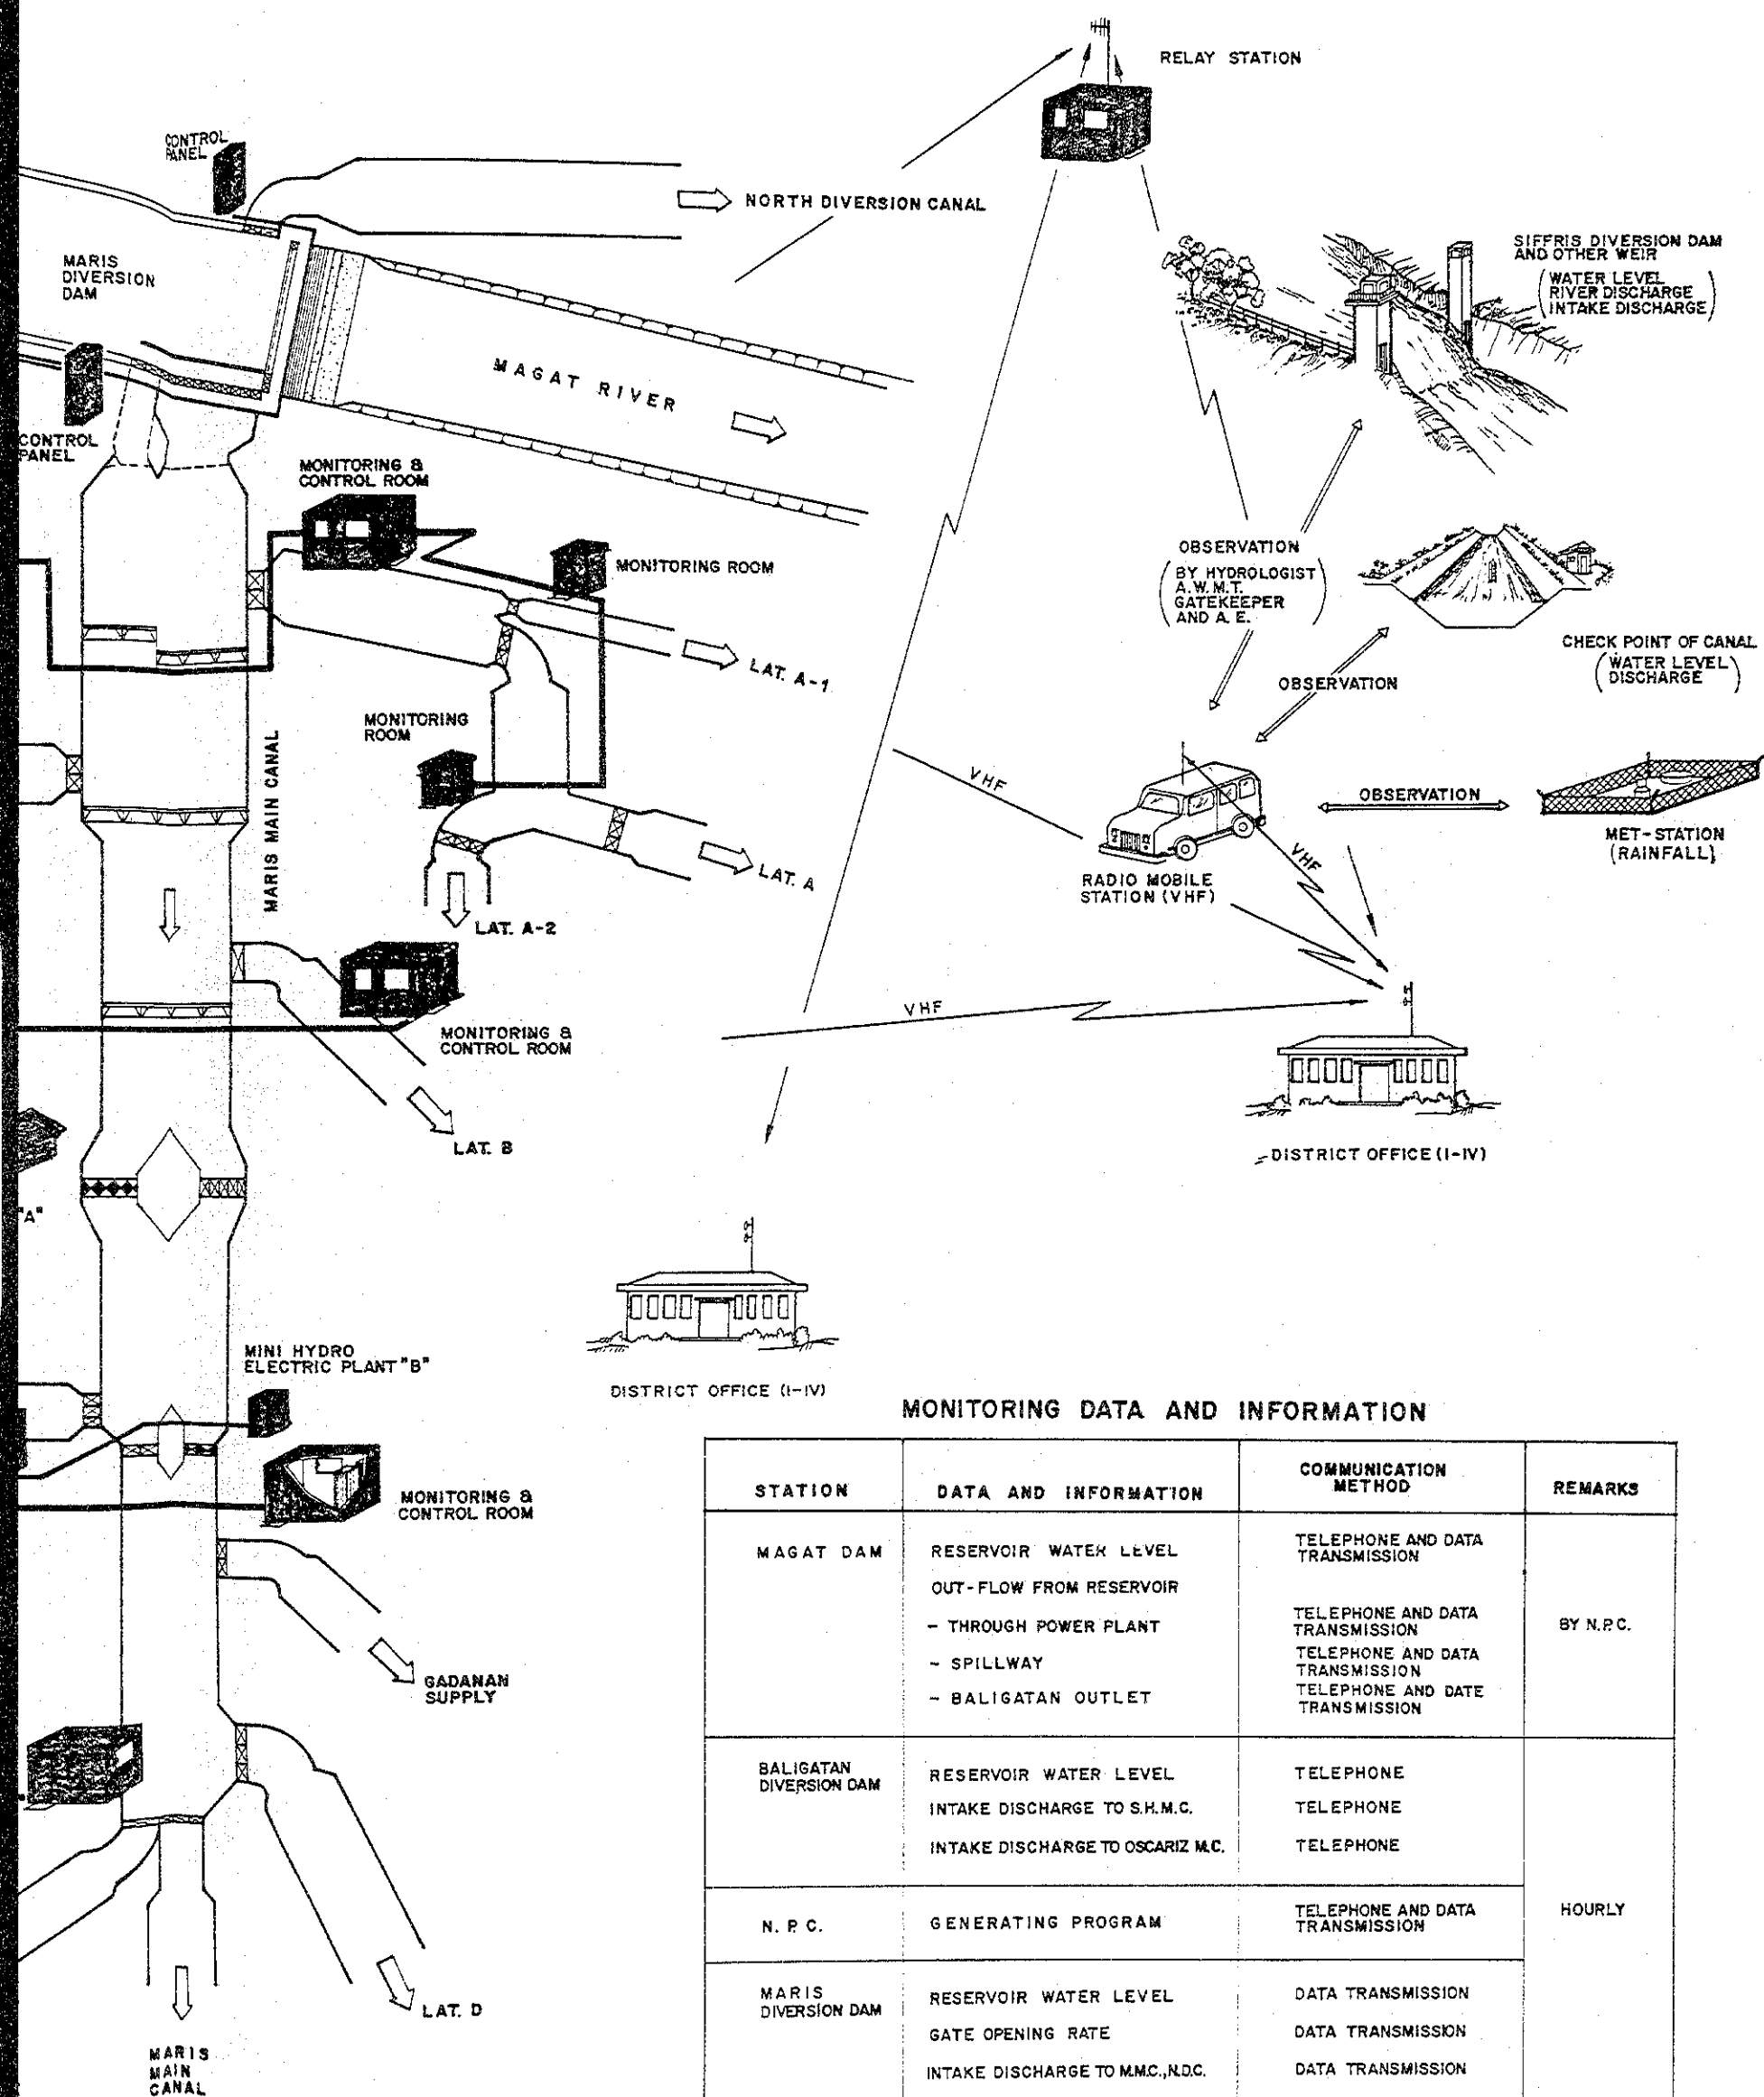 RELAY STATION
CONTROL
PANEL
NORTH DIVERSION CANAL
MARIS
DIVERSION
DAM
SIFFRIS DIVERSION DAM
AND OTHER WEIR
(WATER LEVEL
RIVER DISCHARGE
INTAKE DISCHARGE)
MAGAT RIVER
CONTROL
PANEL
MONITORING &
CONTROL ROOM
MONITORING ROOM
OBSERVATION
(BY HYDROLOGIST
A.W.M.T.
GATEKEEPER
AND A.E.)
CHECK POINT OF CANAL
(WATER LEVEL
DISCHARGE)
LAT. A-1
OBSERVATION
MONITORING
ROOM
MARIS MAIN CANAL
VHF
OBSERVATION
MET-STATION
(RAINFALL)
VHF
RADIO MOBILE
STATION (VHF)
LAT. A
LAT. A-2
VHF
MONITORING &
CONTROL ROOM
LAT. B
DISTRICT OFFICE (I-IV)
"A"
MINI HYDRO
ELECTRIC PLANT "B"
DISTRICT OFFICE (I-IV)
MONITORING &
CONTROL ROOM
GADANAN
SUPPLY
LAT. D
MARIS
MAIN
CANAL
MONITORING DATA AND INFORMATION
STATION DATA AND INFORMATION COMMUNICATION METHOD REMARKS
MAGAT DAM RESERVOIR WATER LEVEL TELEPHONE AND DATA
TRANSMISSION
OUT-FLOW FROM RESERVOIR
- THROUGH POWER PLANT TELEPHONE AND DATA
TRANSMISSION BY N.P.C.
- SPILLWAY TELEPHONE AND DATA
TRANSMISSION
- BALIGATAN OUTLET TELEPHONE AND DATE
TRANSMISSION
BALIGATAN
DIVERSION DAM RESERVOIR WATER LEVEL TELEPHONE
INTAKE DISCHARGE TO S.H.M.C. TELEPHONE
INTAKE DISCHARGE TO OSCARIZ M.C. TELEPHONE
N.P.C. GENERATING PROGRAM TELEPHONE AND DATA
TRANSMISSION HOURLY
MARIS
DIVERSION DAM RESERVOIR WATER LEVEL DATA TRANSMISSION
GATE OPENING RATE DATA TRANSMISSION
INTAKE DISCHARGE TO M.M.C., N.D.C. DATA TRANSMISSION